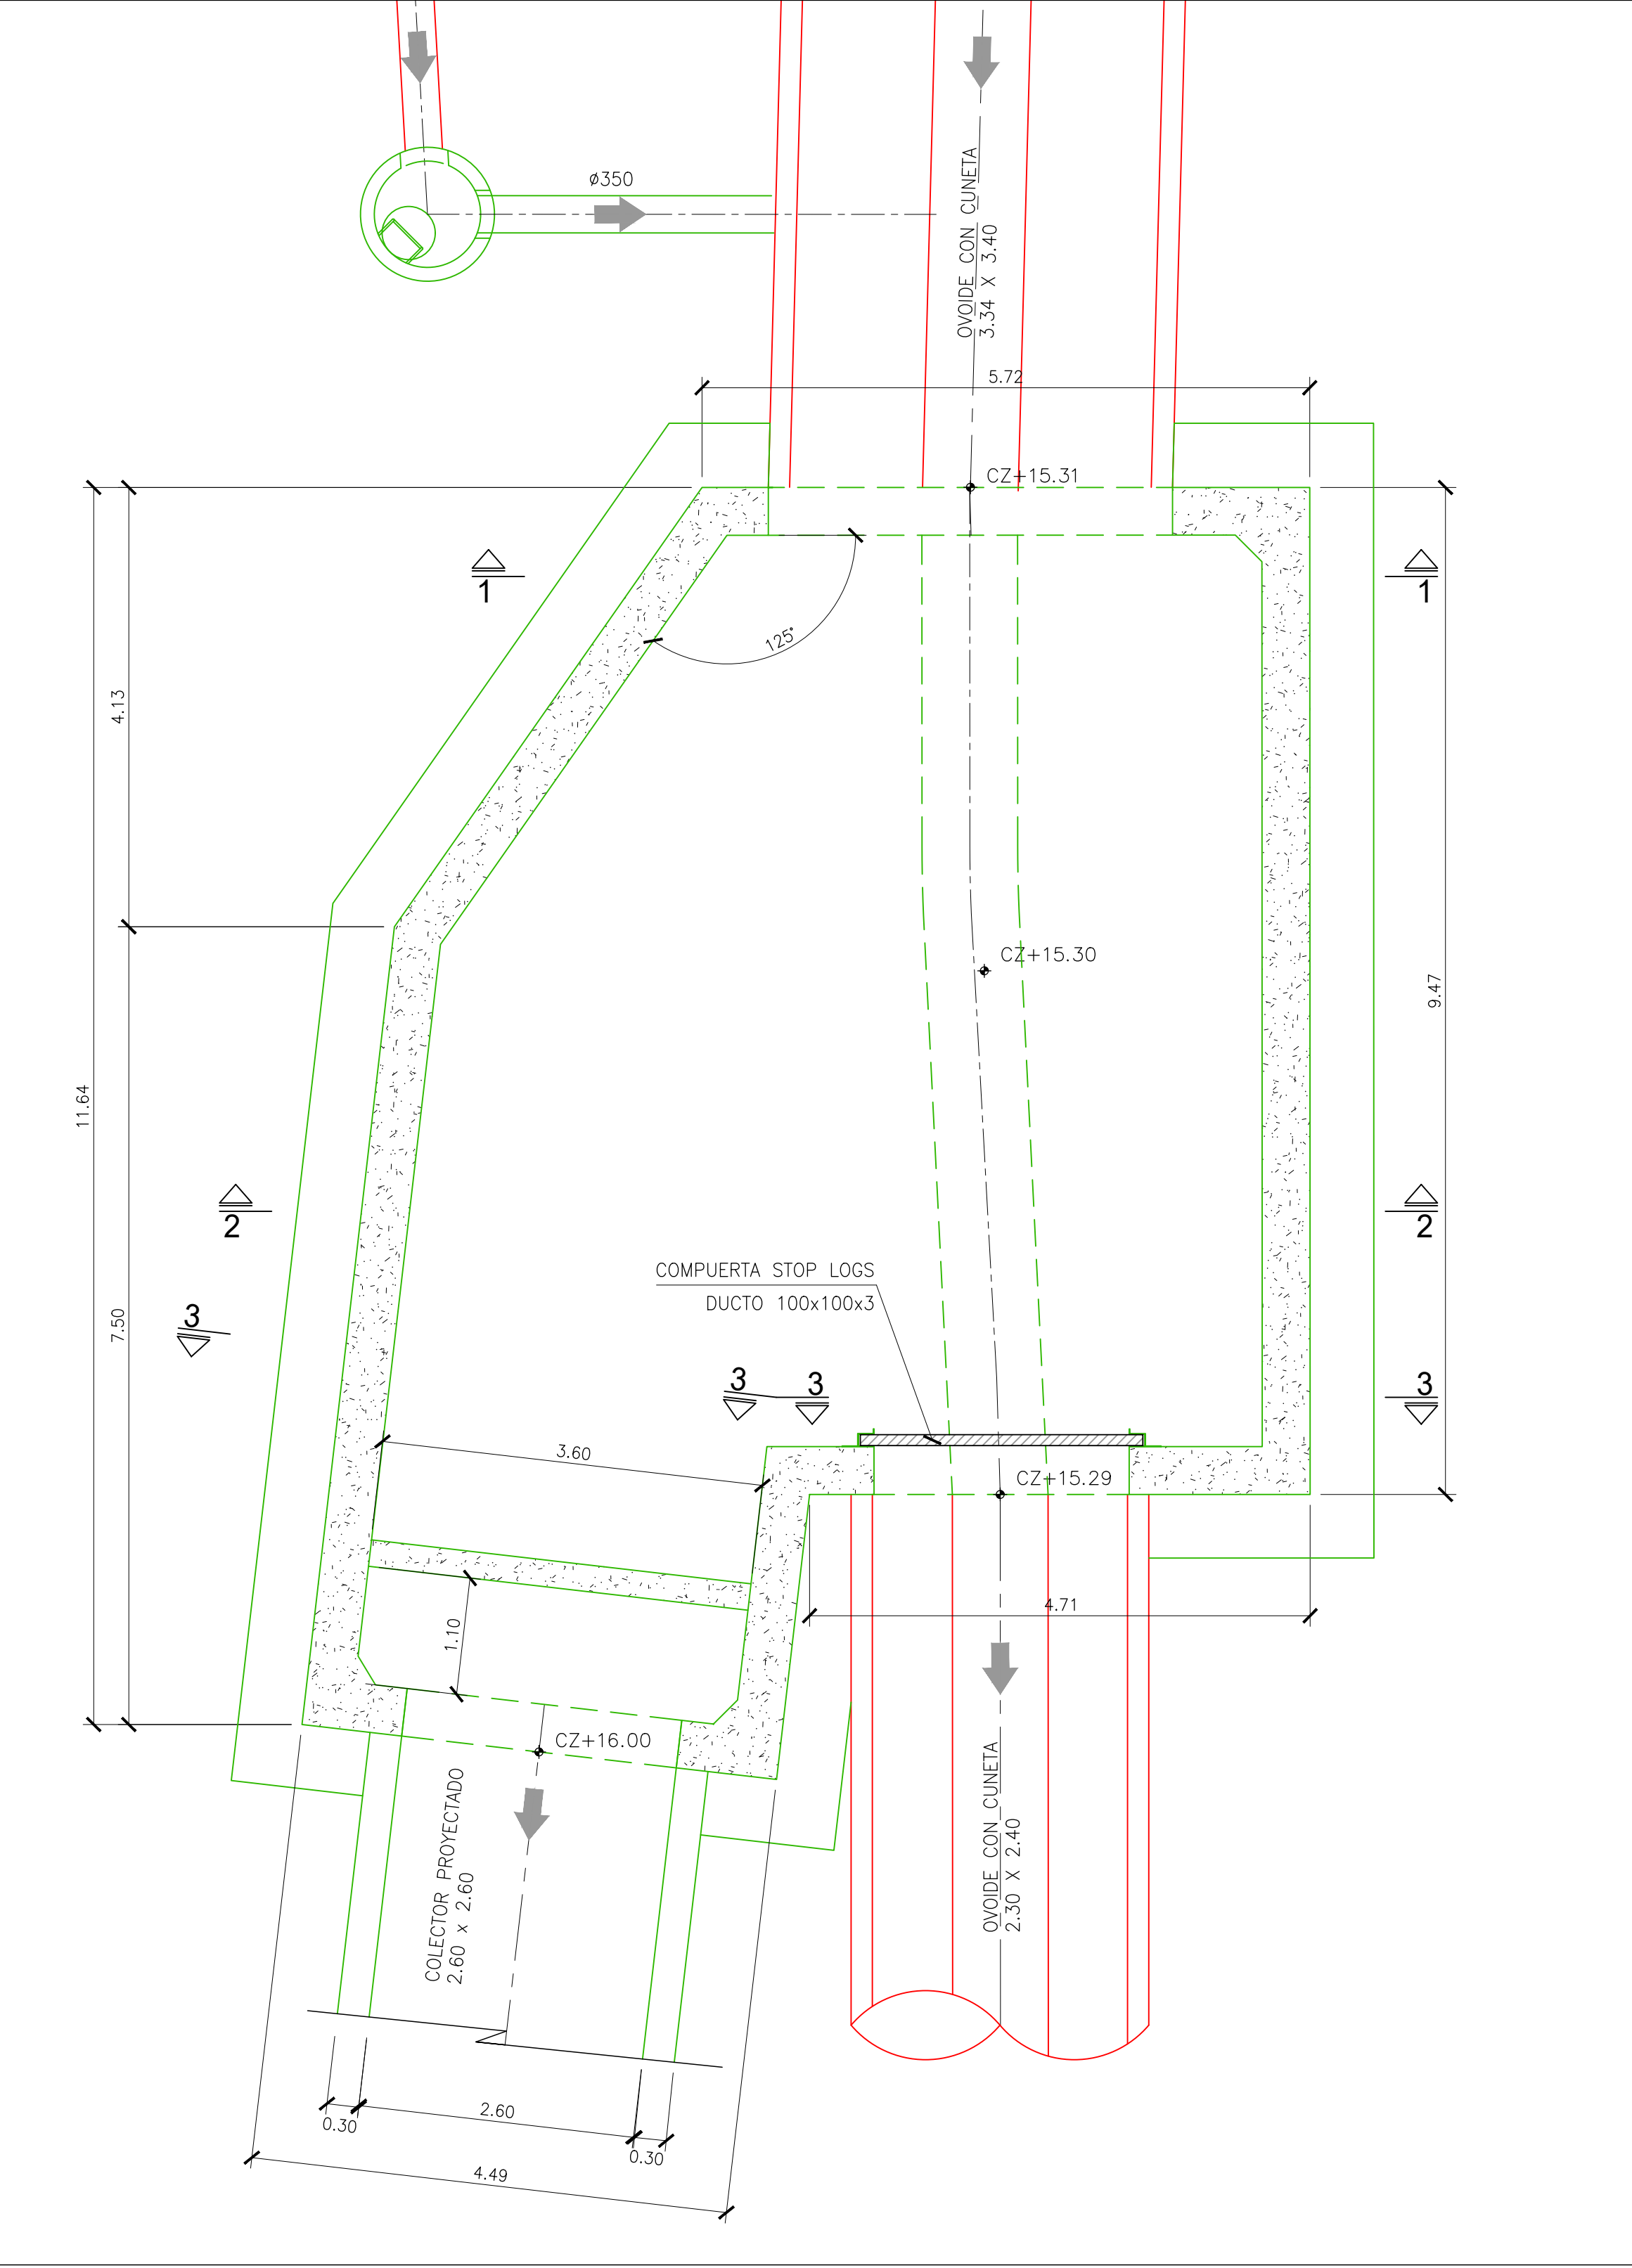 ø350
OVOIDE CON CUNETA
3.34 X 3.40
5.72
CZ+15.31
1
1
125°
4.13
CZ+15.30
9.47
11.64
2
2
COMPUERTA STOP LOGS
DUCTO 100x100x3
7.50
3
3
3
3
3.60
CZ+15.29
4.71
1.10
CZ+16.00
COLECTOR PROYECTADO
2.60 x 2.60
OVOIDE CON CUNETA
2.30 X 2.40
0.30
2.60
0.30
4.49